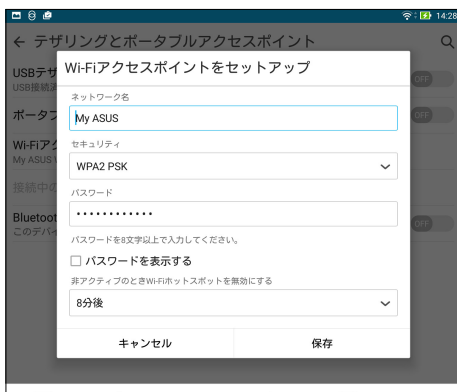 14:28
テザリングとポータブルアクセスポイント
USBテザ
USB接続済
OFF
ポータブ
OFF
Wi-Fiアク
My ASUS
接続中の
Bluetoot
このデバイ
OFF
Wi-Fiアクセスポイントをセットアップ
ネットワーク名
My ASUS
セキュリティ
WPA2 PSK
パスワード
••••••••••••
パスワードを8文字以上で入力してください。
パスワードを表示する
非アクティブのときWi-Fiホットスポットを無効にする
8分後
キャンセル
保存